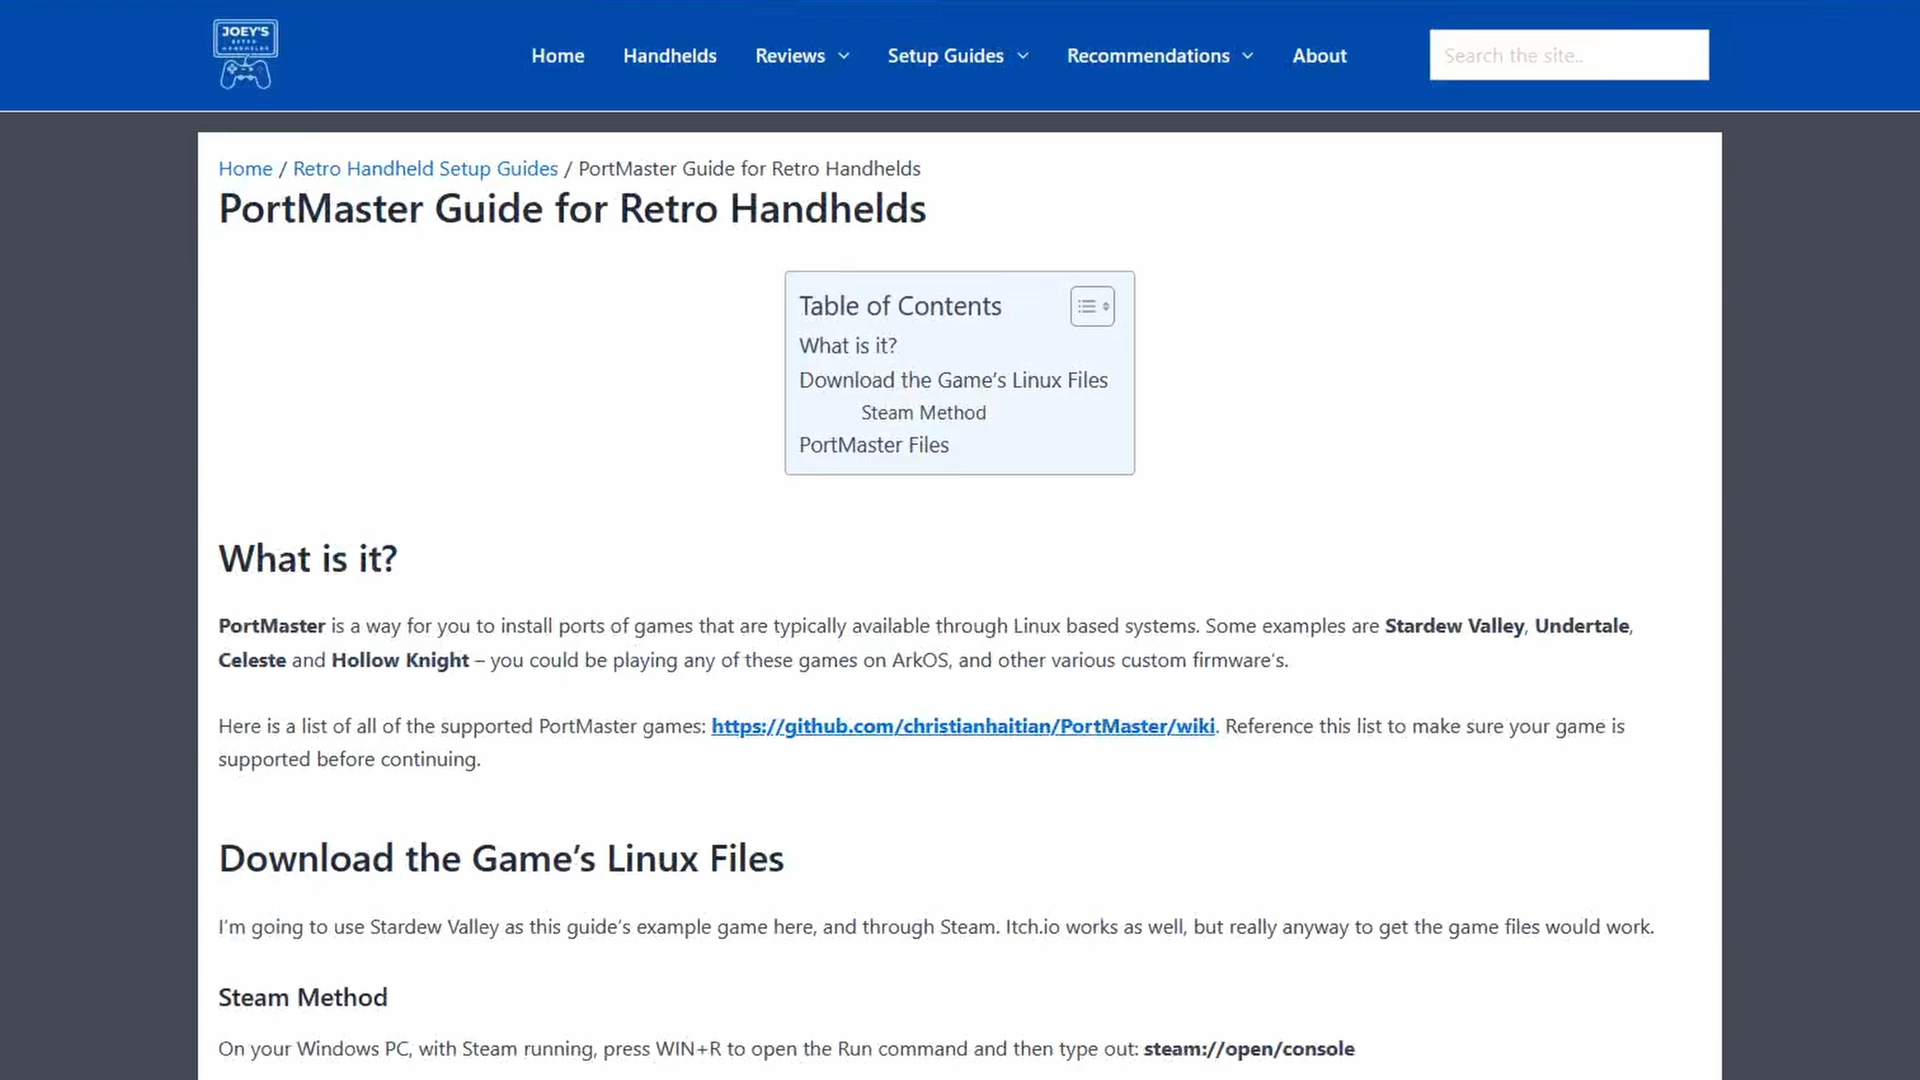 JOEY'S
RETRO
HANDHELDS
Home
Handhelds
Reviews
Setup Guides
Recommendations
About
Search the site..
Home / Retro Handheld Setup Guides / PortMaster Guide for Retro Handhelds
PortMaster Guide for Retro Handhelds
Table of Contents
What is it?
Download the Game’s Linux Files
Steam Method
PortMaster Files
What is it?
PortMaster is a way for you to install ports of games that are typically available through Linux based systems. Some examples are Stardew Valley, Undertale,
Celeste and Hollow Knight – you could be playing any of these games on ArkOS, and other various custom firmware’s.
Here is a list of all of the supported PortMaster games: https://github.com/christianhaitian/PortMaster/wiki. Reference this list to make sure your game is
supported before continuing.
Download the Game’s Linux Files
I’m going to use Stardew Valley as this guide’s example game here, and through Steam. Itch.io works as well, but really anyway to get the game files would work.
Steam Method
On your Windows PC, with Steam running, press WIN+R to open the Run command and then type out: steam://open/console